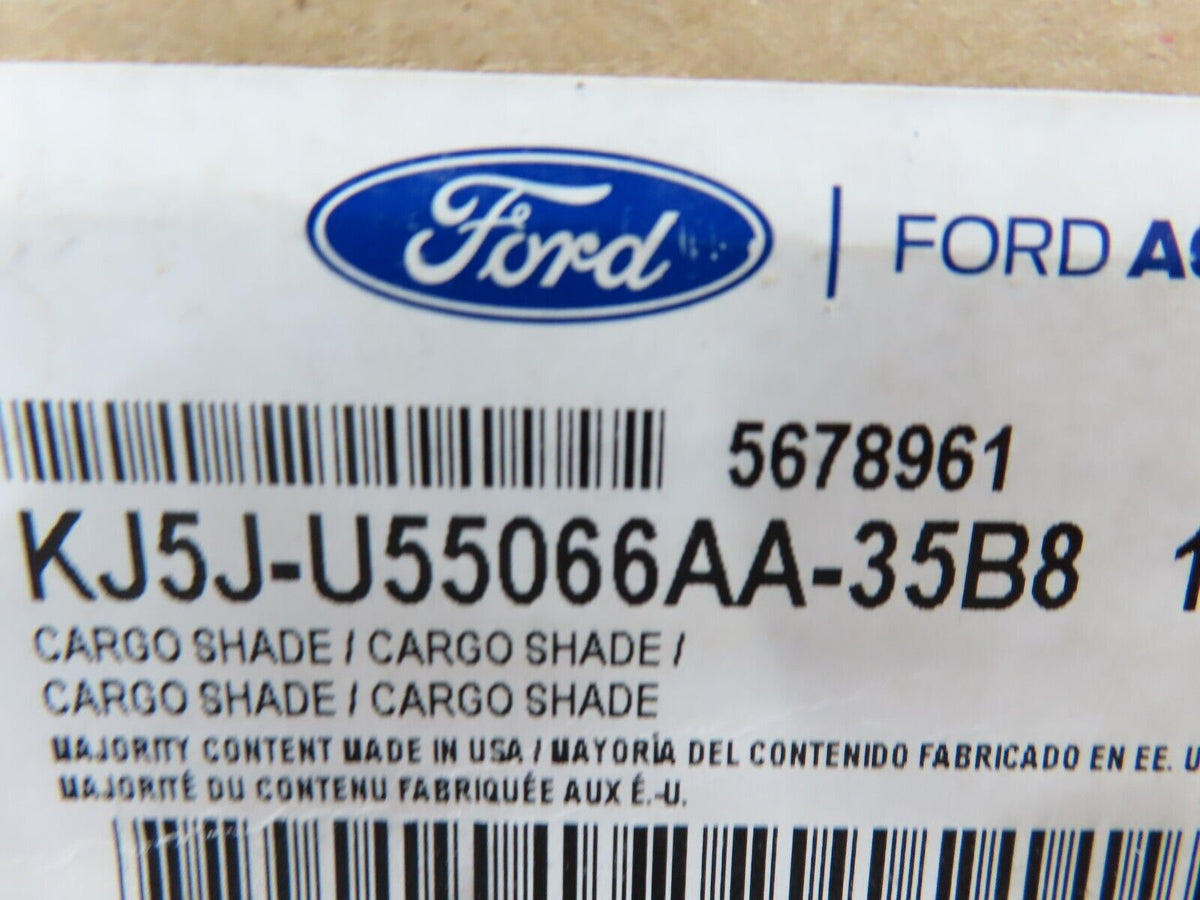 Ford
FORD
5678961
KJ5J-U55066AA-35B8
CARGO SHADE / CARGO SHADE /
CARGO SHADE / CARGO SHADE
MAJORITY CONTENT MADE IN USA / MAYORÍA DEL CONTENIDO FABRICADO EN EE. U
MAJORITÉ DU CONTENU FABRIQUÉE AUX É.-U.